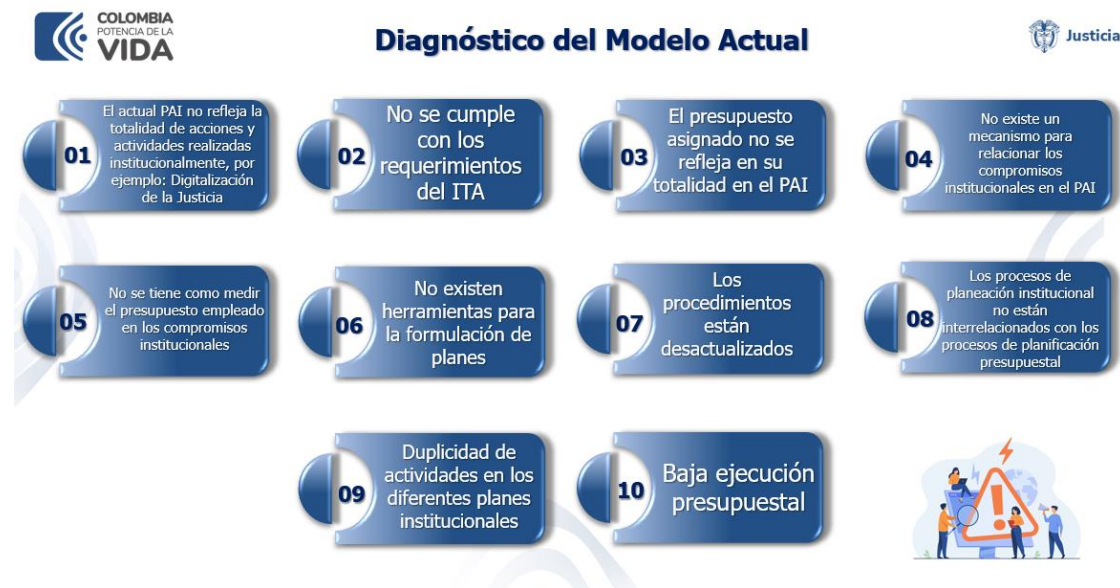 COLOMBIA
POTENCIA DE LA
VIDA
Diagnóstico del Modelo Actual
Justicia
01
El actual PAI no refleja la
totalidad de acciones y
actividades realizadas
institucionalmente, por
ejemplo: Digitalización
de la Justicia
02
No se cumple
con los
requerimientos
del ITA
03
El presupuesto
asignado no se
refleja en su
totalidad en el PAI
04
No existe un
mecanismo para
relacionar los
compromisos
institucionales en el PAI
05
No se tiene como medir
el presupuesto empleado
en los compromisos
institucionales
06
No existen
herramientas para
la formulación de
planes
07
Los
procedimientos
están
desactualizados
08
Los procesos de
planeación institucional
no están
interrelacionados con los
procesos de planificación
presupuestal
09
Duplicidad de
actividades en los
diferentes planes
institucionales
10
Baja ejecución
presupuestal